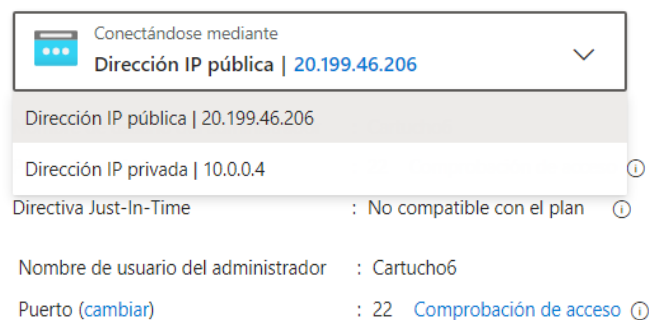 Conectándose mediante
Dirección IP pública | 20.199.46.206
Dirección IP pública | 20.199.46.206
Dirección IP privada | 10.0.0.4
Directiva Just-In-Time : No compatible con el plan
Nombre de usuario del administrador : Cartucho6
Puerto (cambiar) : 22 Comprobación de acceso